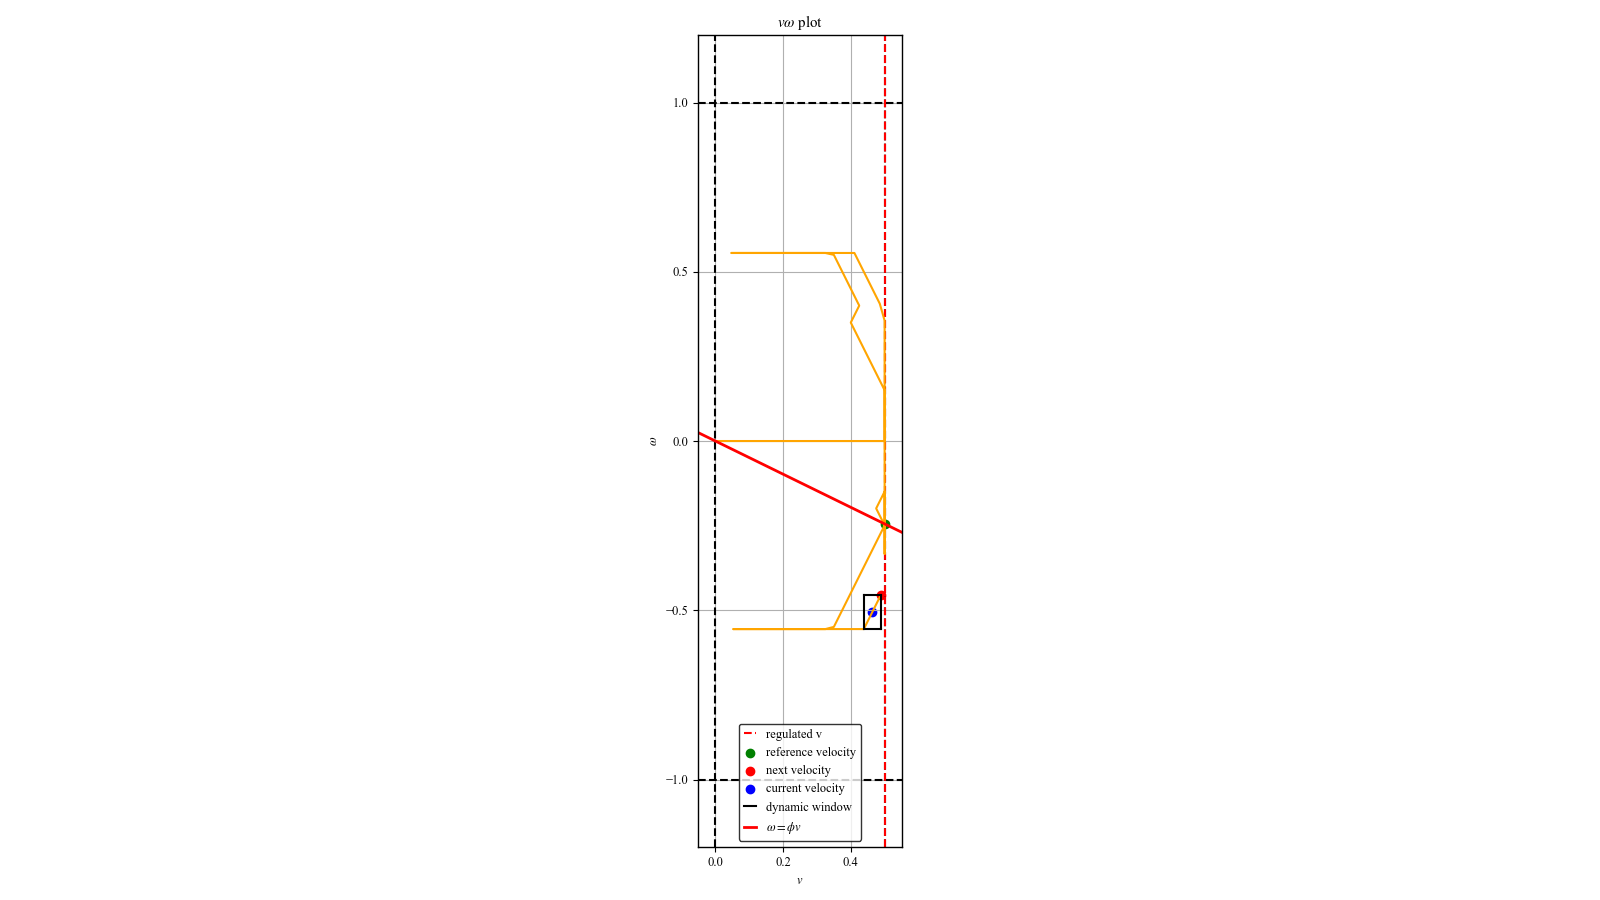 vω plot
1.0
0.5
0.0
−0.5
−1.0
ω
0.0 0.2 0.4
v
regulated v
reference velocity
next velocity
current velocity
dynamic window
ω = ϕv